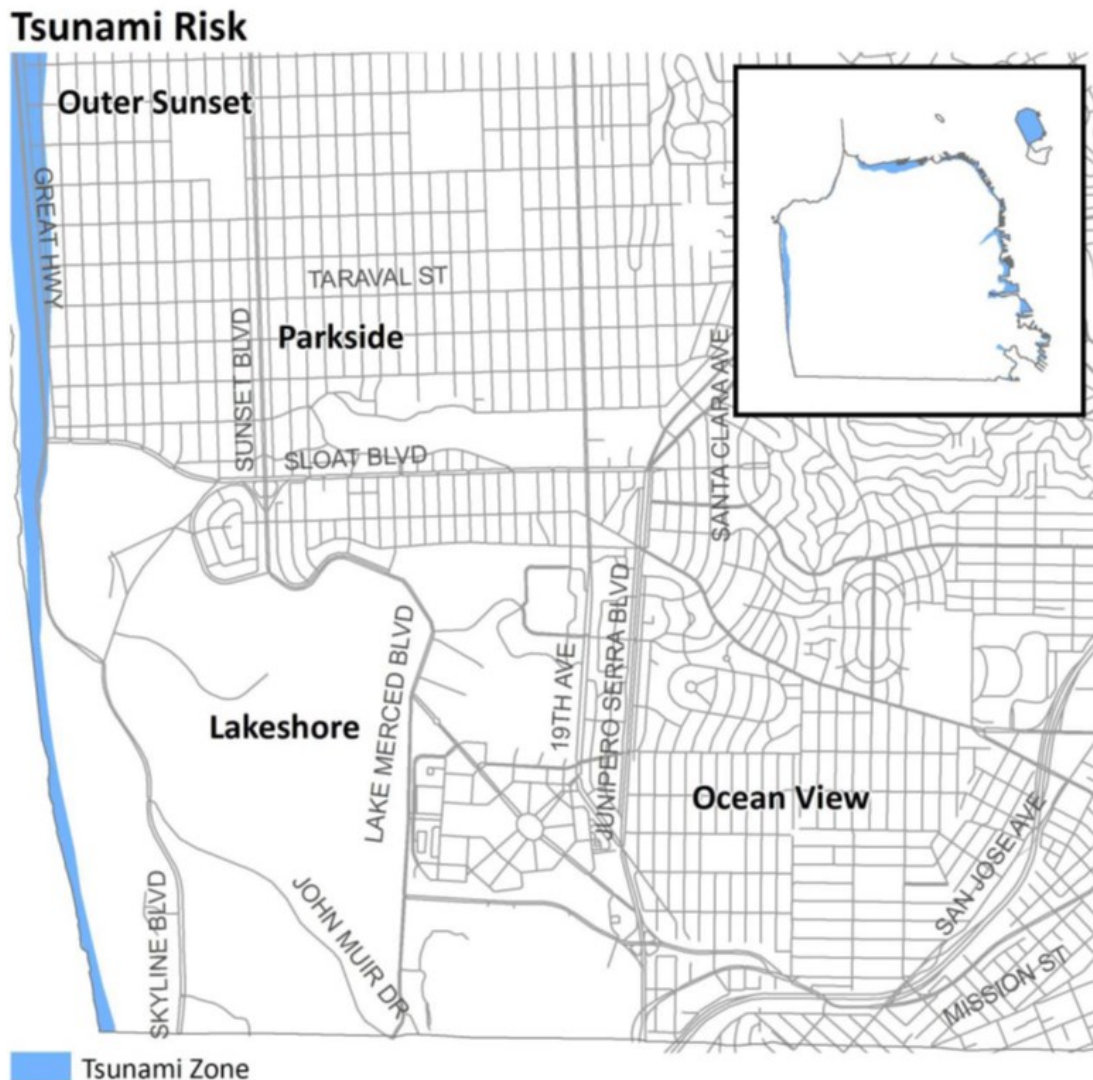 Tsunami Risk
Outer Sunset
GREAT HWY
TARAVAL ST
SUNSET BLVD
Parkside
SANTA CLARA AVE
SLOAT BLVD
LAKE MERCED BLVD
19TH AVE
JUNIPERO SERRA BLVD
Lakeshore
Ocean View
SAN JOSE AVE
SKYLINE BLVD
JOHN MUIR DR
MISSION ST
Tsunami Zone